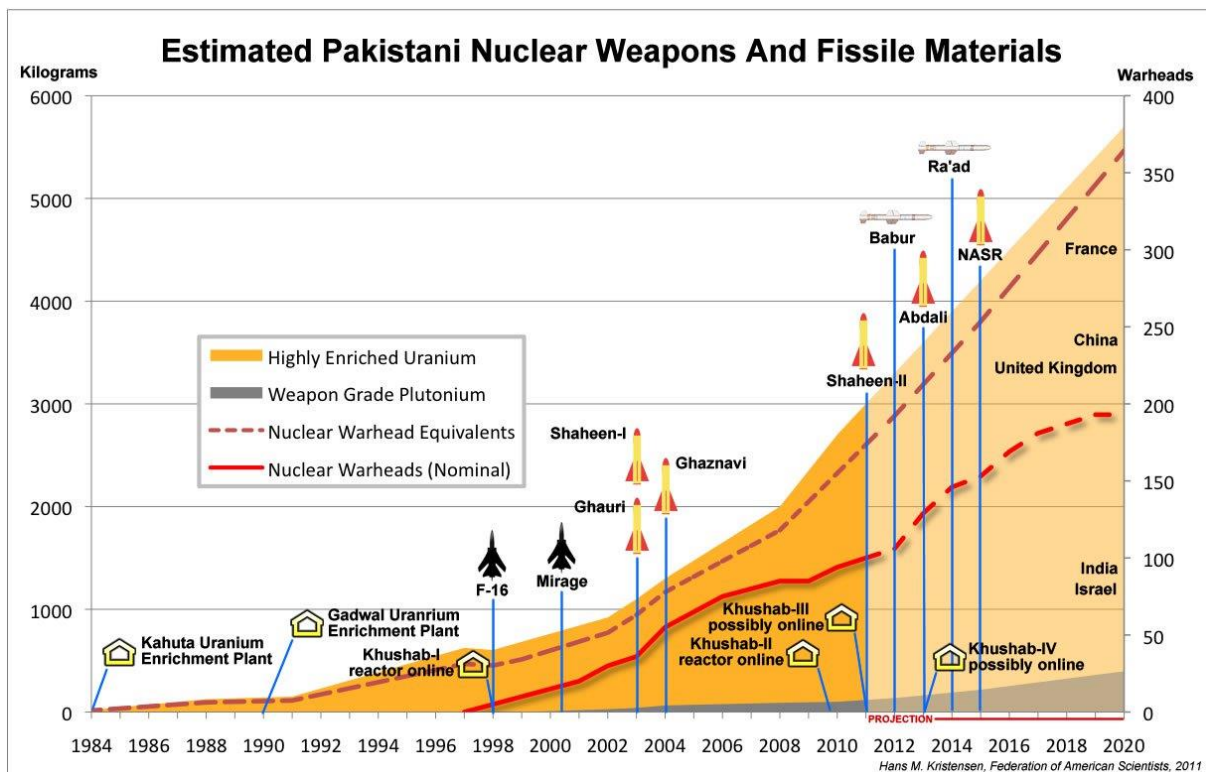 Estimated Pakistani Nuclear Weapons And Fissile Materials
Kilograms
Warheads
6000
5000
4000
3000
2000
1000
0
400
350
300
250
200
150
100
50
0
Highly Enriched Uranium
Weapon Grade Plutonium
Nuclear Warhead Equivalents
Nuclear Warheads (Nominal)
Ra'ad
Babur
NASR
Abdali
Shaheen-II
Shaheen-I
Ghaznavi
Ghauri
F-16
Mirage
France
China
United Kingdom
India
Israel
Kahuta Uranium
Enrichment Plant
Gadwal Uranrium
Enrichment Plant
Khushab-I
reactor online
Khushab-III
possibly online
Khushab-II
reactor online
Khushab-IV
possibly online
PROJECTION
1984 1986 1988 1990 1992 1994 1996 1998 2000 2002 2004 2006 2008 2010 2012 2014 2016 2018 2020
Hans M. Kristensen, Federation of American Scientists, 2011